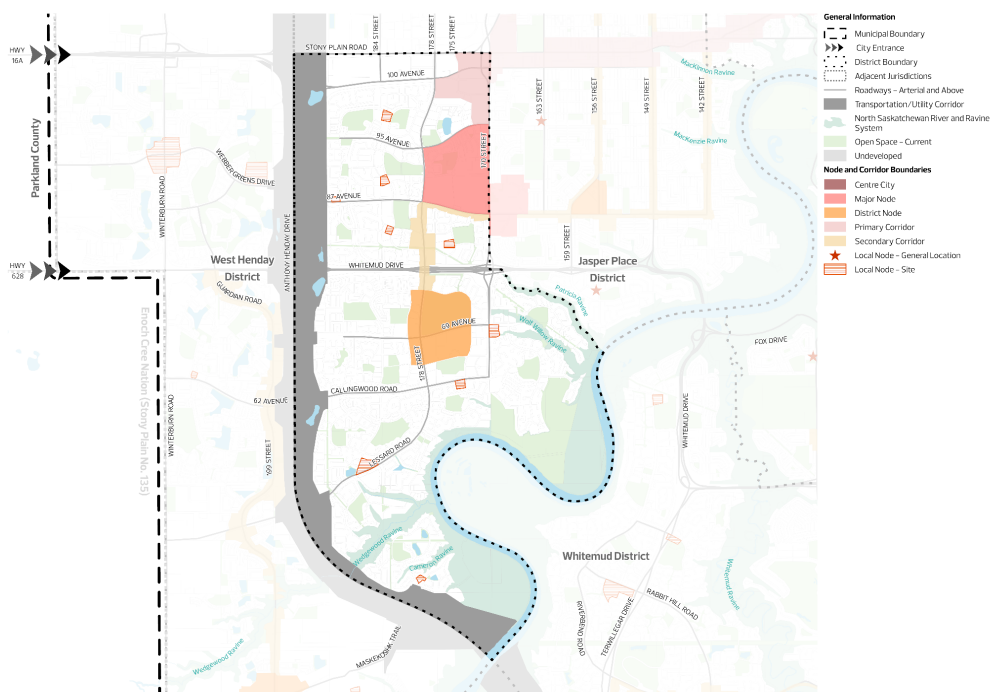 General Information
Municipal Boundary
City Entrance
District Boundary
Adjacent Jurisdictions
Roadways - Arterial and Above
Transportation/Utility Corridor
North Saskatchewan River and Ravine
System
Open Space - Current
Undeveloped
Node and Corridor Boundaries
Centre City
Major Node
District Node
Primary Corridor
Secondary Corridor
Local Node - General Location
Local Node - Site
HWY
16A
HWY
628
Parkland County
Enoch Cree Nation (Stony Plain No. 135)
STONY PLAIN ROAD
184 STREET
178 STREET
175 STREET
100 AVENUE
95 AVENUE
87 AVENUE
170 STREET
163 STREET
156 STREET
149 STREET
142 STREET
MacKinnon Ravine
MacKenzie Ravine
WEBBER GREENS DRIVE
WINTERBURN ROAD
ANTHONY HENDAY DRIVE
West Henday
District
GUARDIAN ROAD
WHITEMUD DRIVE
159 STREET
Jasper Place
District
Patricia Ravine
Wolf Willow Ravine
69 AVENUE
178 STREET
FOX DRIVE
CALLINGWOOD ROAD
62 AVENUE
WINTERBURN ROAD
199 STREET
LESSARD ROAD
WHITEMUD DRIVE
Wedgewood Ravine
Cameron Ravine
Whitemud District
Whitemud Ravine
RABBIT HILL ROAD
RIVERBEND ROAD
TERWILLEGAR DRIVE
MASKEKOSIHK TRAIL
Wedgewood Ravine